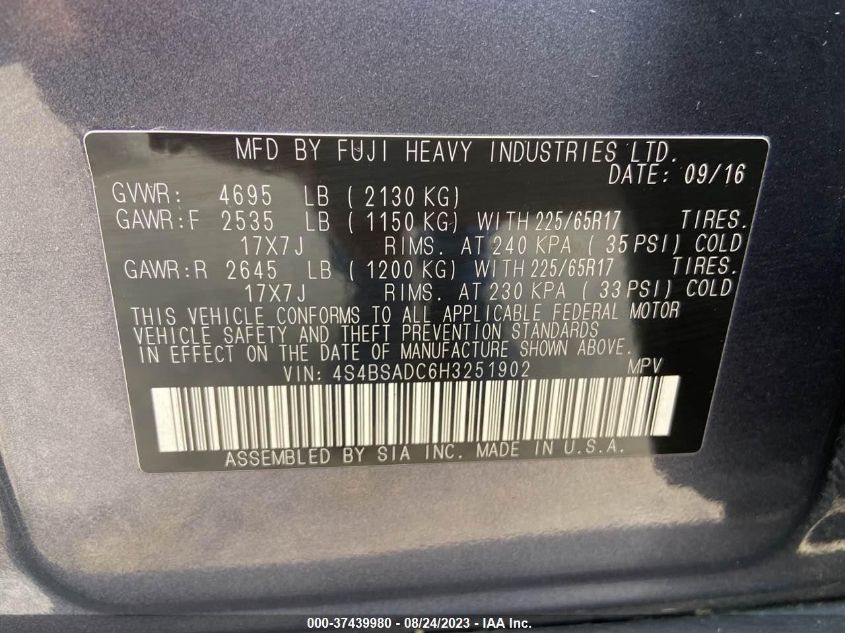 MFD BY FUJI HEAVY INDUSTRIES LTD.
DATE: 09/16
GVWR: 4695 LB ( 2130 KG)
GAWR:F 2535 LB ( 1150 KG) WITH 225/65R17 TIRES.
17X7J RIMS. AT 240 KPA ( 35 PSI) COLD
GAWR:R 2645 LB ( 1200 KG) WITH 225/65R17 TIRES.
17X7J RIMS. AT 230 KPA ( 33 PSI) COLD
THIS VEHICLE CONFORMS TO ALL APPLICABLE FEDERAL MOTOR
VEHICLE SAFETY AND THEFT PREVENTION STANDARDS
IN EFFECT ON THE DATE OF MANUFACTURE SHOWN ABOVE.
VIN: 4S4BSADC6H3251902 MPV
ASSEMBLED BY SIA INC. MADE IN U.S.A.
000-37439980 - 08/24/2023 - IAA Inc.